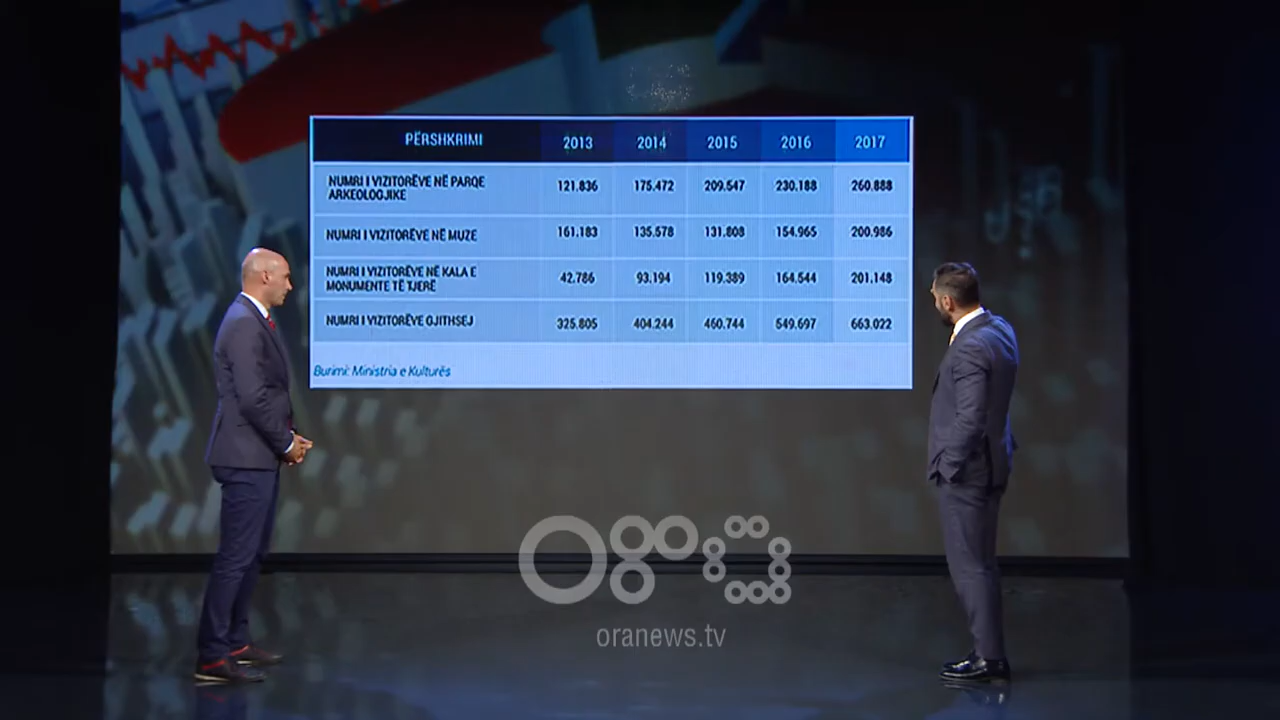 PËRSHKRIMI 2013 2014 2015 2016 2017
NUMRI I VIZITORËVE NË PARQE
ARKEOLOGJIKE 121.836 175.472 209.547 230.188 260.888
NUMRI I VIZITORËVE NË MUZE 161.183 135.578 131.808 154.965 200.986
NUMRI I VIZITORËVE NË KALA E
MONUMENTE TË TJERË 42.786 93.194 119.389 164.544 201.148
NUMRI I VIZITORËVE GJITHSEJ 325.805 404.244 460.744 549.697 663.022
Burimi: Ministria e Kulturës
ora
oranews.tv